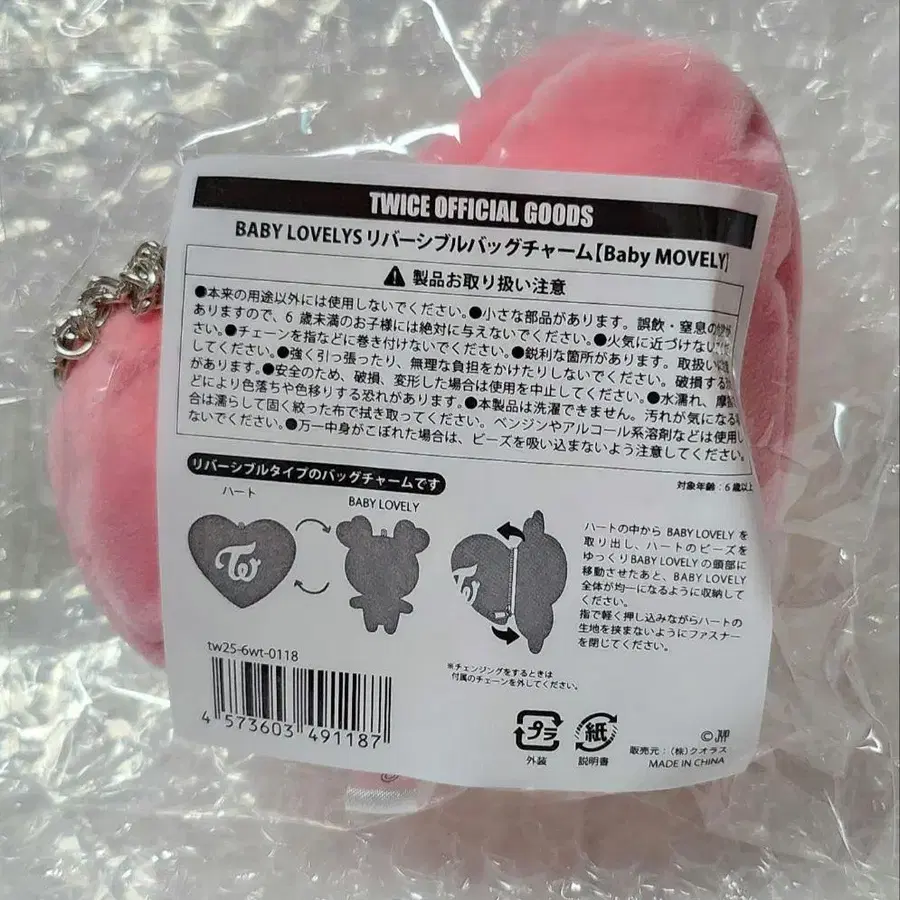 TWICE OFFICIAL GOODS
BABY LOVELYS リバーシブルバッグチャーム【Baby MOVELY】
製品お取り扱い注意
●本来の用途以外には使用しないでください。●小さな部品があります。誤飲・窒息の
ありますので、6歳未満のお子様には絶対に与えないでください。●火気に近づけない
さい。●チェーンを指などに巻き付けないでください。●鋭利な箇所があります。取扱い
してください。●強く引っ張ったり、無理な負担をかけたりしないでください。破損する
があります。●安全のため、破損、変形した場合は使用を中止してください。●水濡れ、摩擦
どにより色落ちや色移りする恐れがあります。●本製品は洗濯できません。汚れが気になる
合は濡らして固く絞った布で拭き取ってください。ベンジンやアルコール系溶剤などは使用し
ないでください。●万一中身がこぼれた場合は、ビーズを吸い込まないよう注意してください。
対象年齢：6歳以上
リバーシブルタイプのバッグチャームです
ハート
BABY LOVELY
ハートの中から BABY LOVELY を
取り出し、ハートのビーズを
ゆっくりBABY LOVELY の頭部に
移動させたあと、BABY LOVELY
全体が均一になるように収納して
ください。
指で軽く押し込みながらハートの
生地を挟まないようにファスナー
を閉じてください。
※チェンジングをするときは
付属のチェーンを外してください。
tw25-6wt-0118
4 573603 491187
プラ
外装
紙
説明書
© JYP
販売元：（株）クオラス
MADE IN CHINA